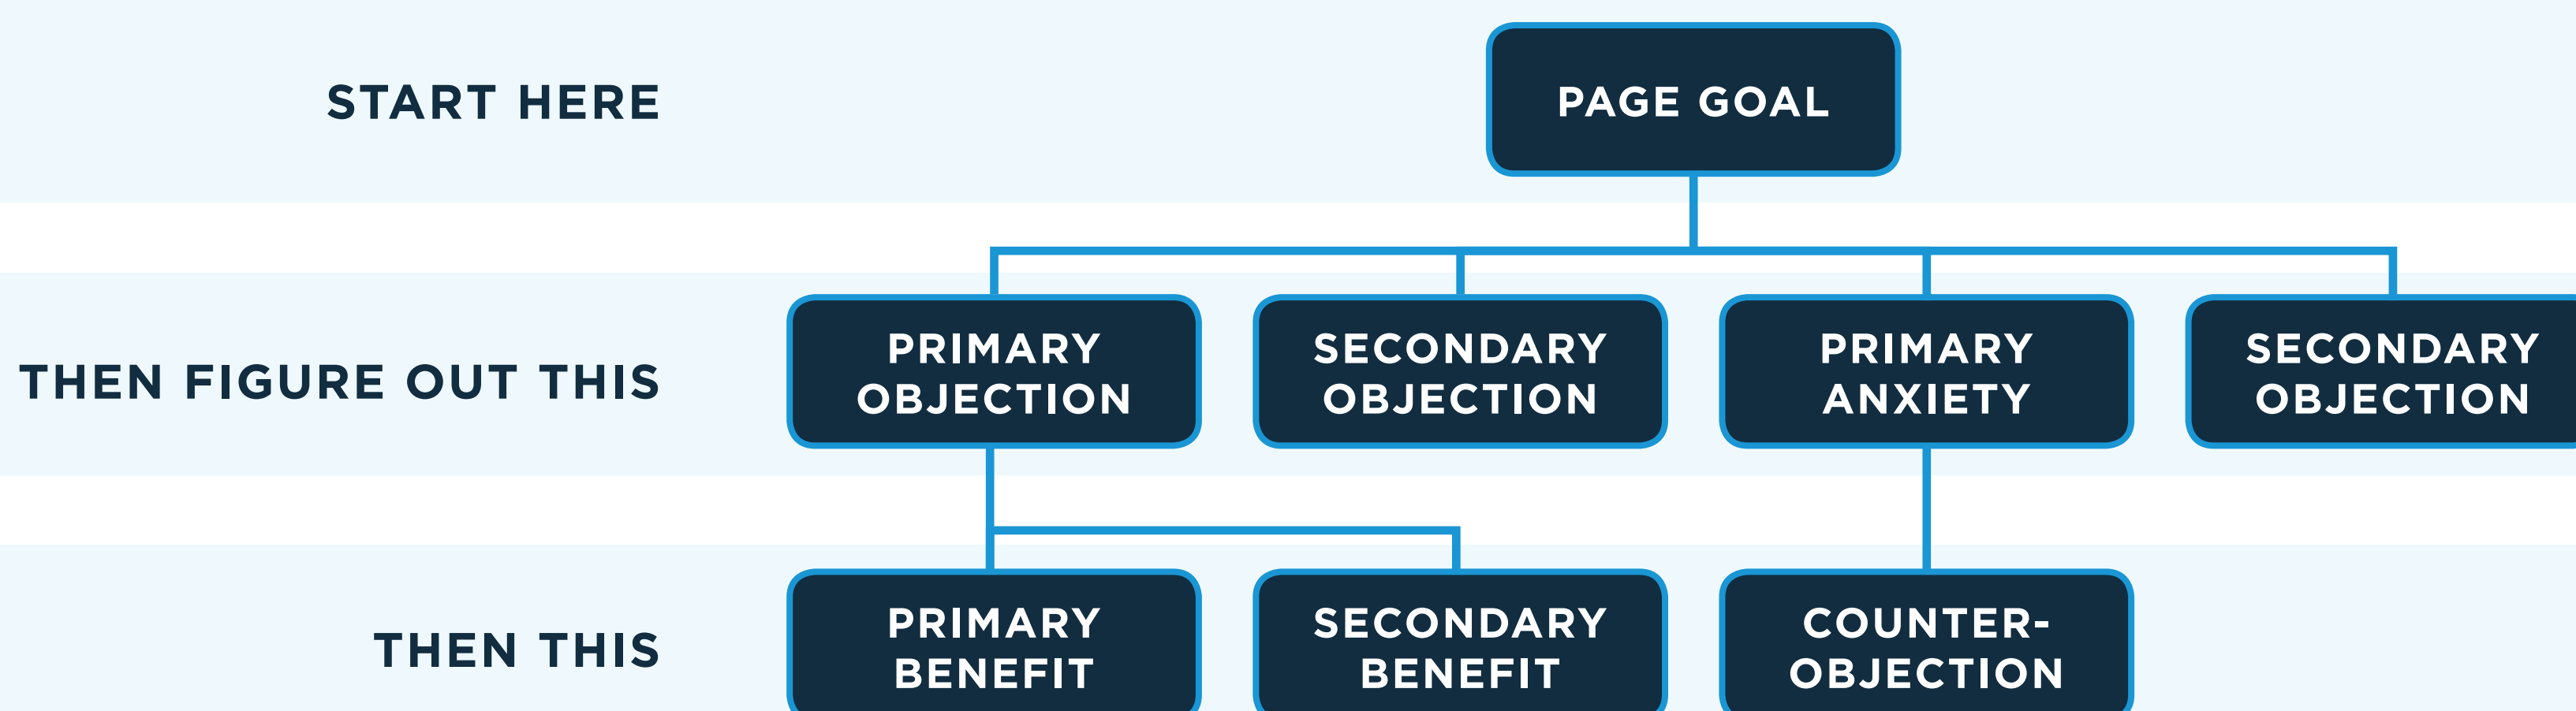 START HERE
PAGE GOAL
THEN FIGURE OUT THIS
PRIMARY
OBJECTION
SECONDARY
OBJECTION
PRIMARY
ANXIETY
SECONDARY
OBJECTION
THEN THIS
PRIMARY
BENEFIT
SECONDARY
BENEFIT
COUNTER-
OBJECTION